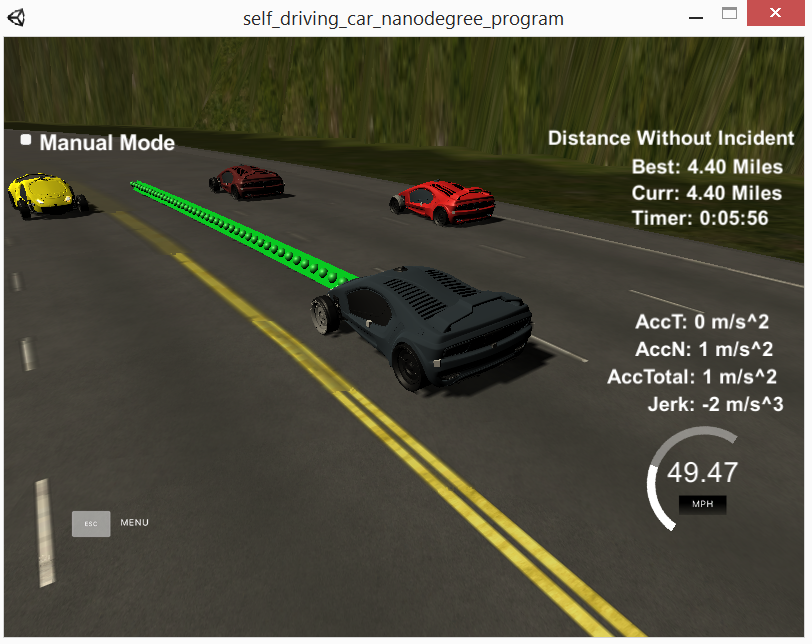 self_driving_car_nanodegree_program
Manual Mode
Distance Without Incident
Best: 4.40 Miles
Curr: 4.40 Miles
Timer: 0:05:56
AccT: 0 m/s^2
AccN: 1 m/s^2
AccTotal: 1 m/s^2
Jerk: -2 m/s^3
49.47
MPH
ESC MENU